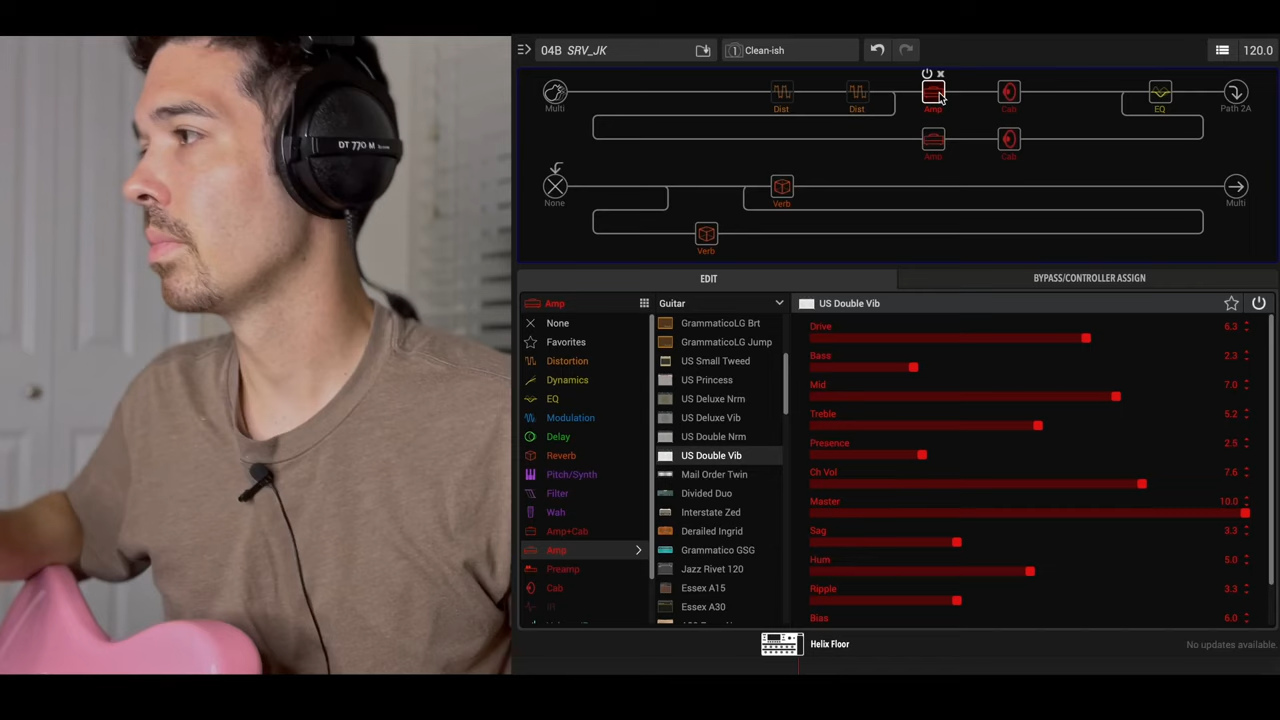 DT 770 M
04B SRV_JK
1 Clean-ish
120.0
Multi
Dist
Dist
Amp
Cab
EQ
Path 2A
Amp
Cab
None
Verb
Multi
Verb
EDIT
BYPASS/CONTROLLER ASSIGN
Amp
None
Favorites
Distortion
Dynamics
EQ
Modulation
Delay
Reverb
Pitch/Synth
Filter
Wah
Amp+Cab
Amp
Preamp
Cab
IR
Guitar
GrammaticoLG Brt
GrammaticoLG Jump
US Small Tweed
US Princess
US Deluxe Nrm
US Deluxe Vib
US Double Nrm
US Double Vib
Mail Order Twin
Divided Duo
Interstate Zed
Derailed Ingrid
Grammatico GSG
Jazz Rivet 120
Essex A15
Essex A30
US Double Vib
Drive 6.3
Bass 2.3
Mid 7.0
Treble 5.2
Presence 2.5
Ch Vol 7.6
Master 10.0
Sag 3.3
Hum 5.0
Ripple 3.3
Bias 6.0
Helix Floor
No updates available.